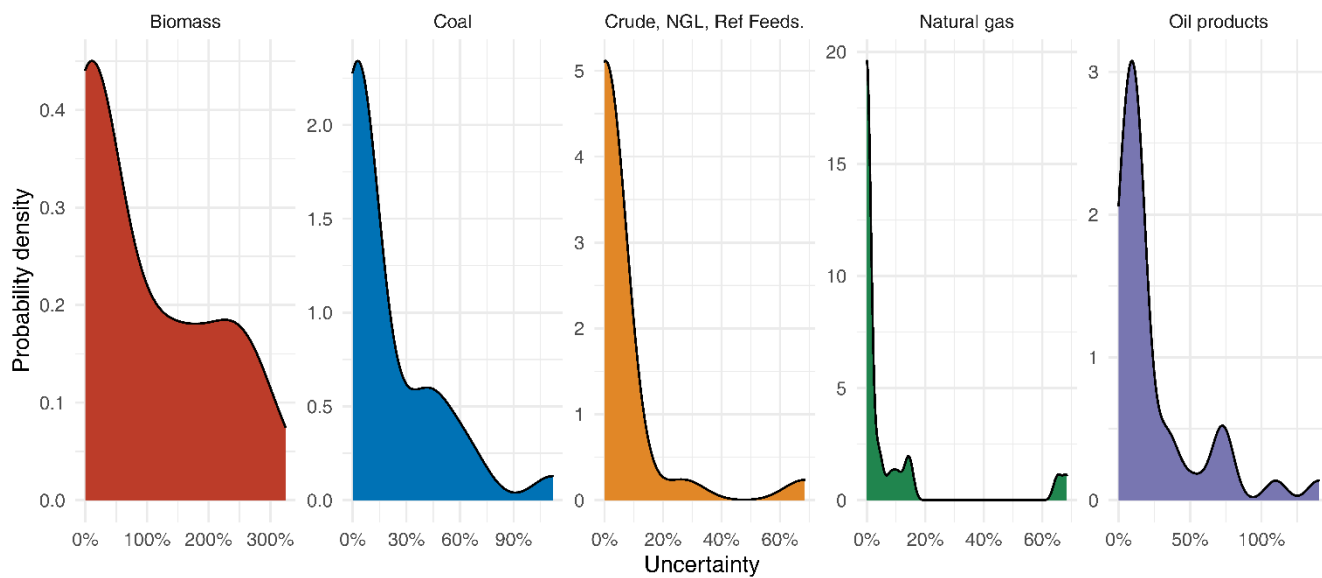 Biomass
Coal
Crude, NGL, Ref Feeds.
Natural gas
Oil products
Probability density
0.4
0.3
0.2
0.1
0.0
0% 100% 200% 300%
2.0
1.5
1.0
0.5
0.0
0% 30% 60% 90%
5
4
3
2
1
0
0% 20% 40% 60%
20
15
10
5
0
0% 20% 40% 60%
3
2
1
0
0% 50% 100%
Uncertainty